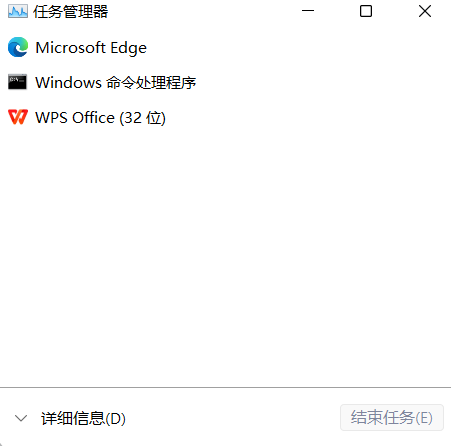 任务管理器
Microsoft Edge
Windows 命令处理程序
WPS Office (32 位)
详细信息(D)
结束任务(E)